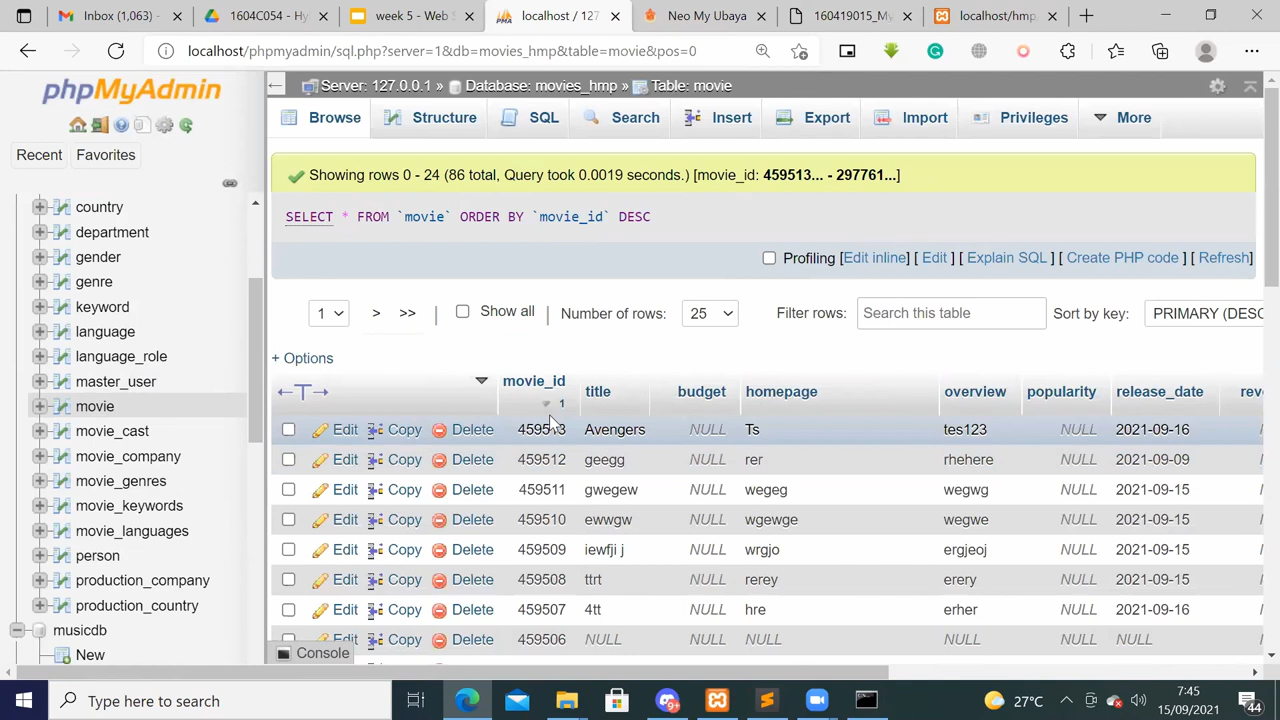 Inbox (1,063)
1604C054 - Hy
week 5 - Web S
localhost / 127
Neo My Ubaya
160419015_My
localhost/hmp
localhost/phpmyadmin/sql.php?server=1&db=movies_hmp&table=movie&pos=0
phpMyAdmin
Recent
Favorites
country
department
gender
genre
keyword
language
language_role
master_user
movie
movie_cast
movie_company
movie_genres
movie_keywords
movie_languages
person
production_company
production_country
musicdb
New
Server: 127.0.0.1 » Database: movies_hmp » Table: movie
Browse
Structure
SQL
Search
Insert
Export
Import
Privileges
More
Showing rows 0 - 24 (86 total, Query took 0.0019 seconds.) [movie_id: 459513... - 297761...]
SELECT * FROM `movie` ORDER BY `movie_id` DESC
Profiling [Edit inline] [ Edit ] [ Explain SQL ] [ Create PHP code ] [ Refresh]
1 > >> | Show all | Number of rows: 25 Filter rows: Search this table Sort by key: PRIMARY (DESC
+ Options
movie_id 1 title budget homepage overview popularity release_date reve
Edit Copy Delete 459513 Avengers NULL Ts tes123 NULL 2021-09-16
Edit Copy Delete 459512 geegg NULL rer rhehere NULL 2021-09-09
Edit Copy Delete 459511 gwegew NULL wegeg wegwg NULL 2021-09-15
Edit Copy Delete 459510 ewwgw NULL wgewge wegwe NULL 2021-09-15
Edit Copy Delete 459509 iewfji j NULL wrgjo ergjeoj NULL 2021-09-15
Edit Copy Delete 459508 ttrt NULL rerey erery NULL 2021-09-15
Edit Copy Delete 459507 4tt NULL hre erher NULL 2021-09-16
Edit Copy Delete 459506 NULL NULL NULL NULL NULL NULL
Console
Type here to search
27°C
7:45
15/09/2021
44